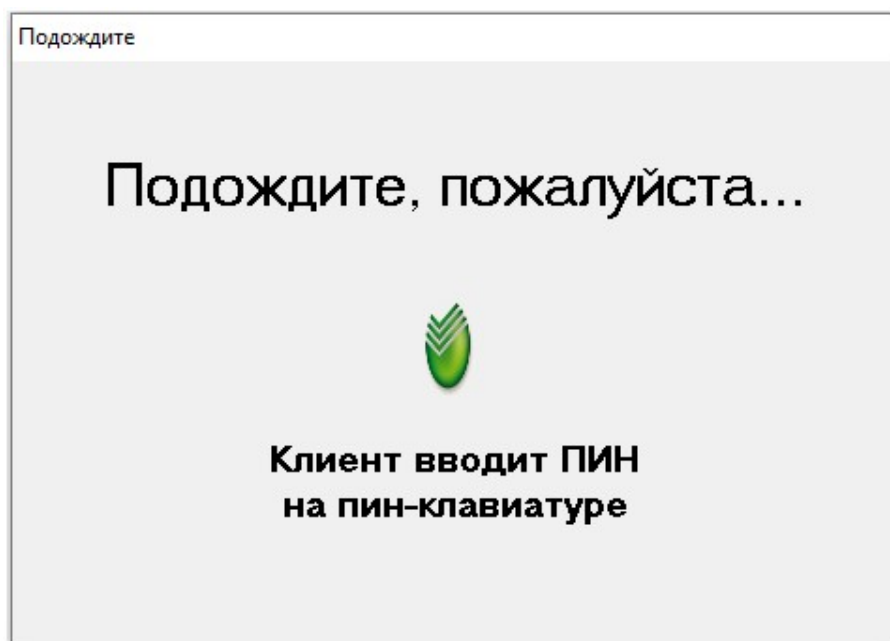 Подождите
Подождите, пожалуйста...
Клиент вводит ПИН
на пин-клавиатуре